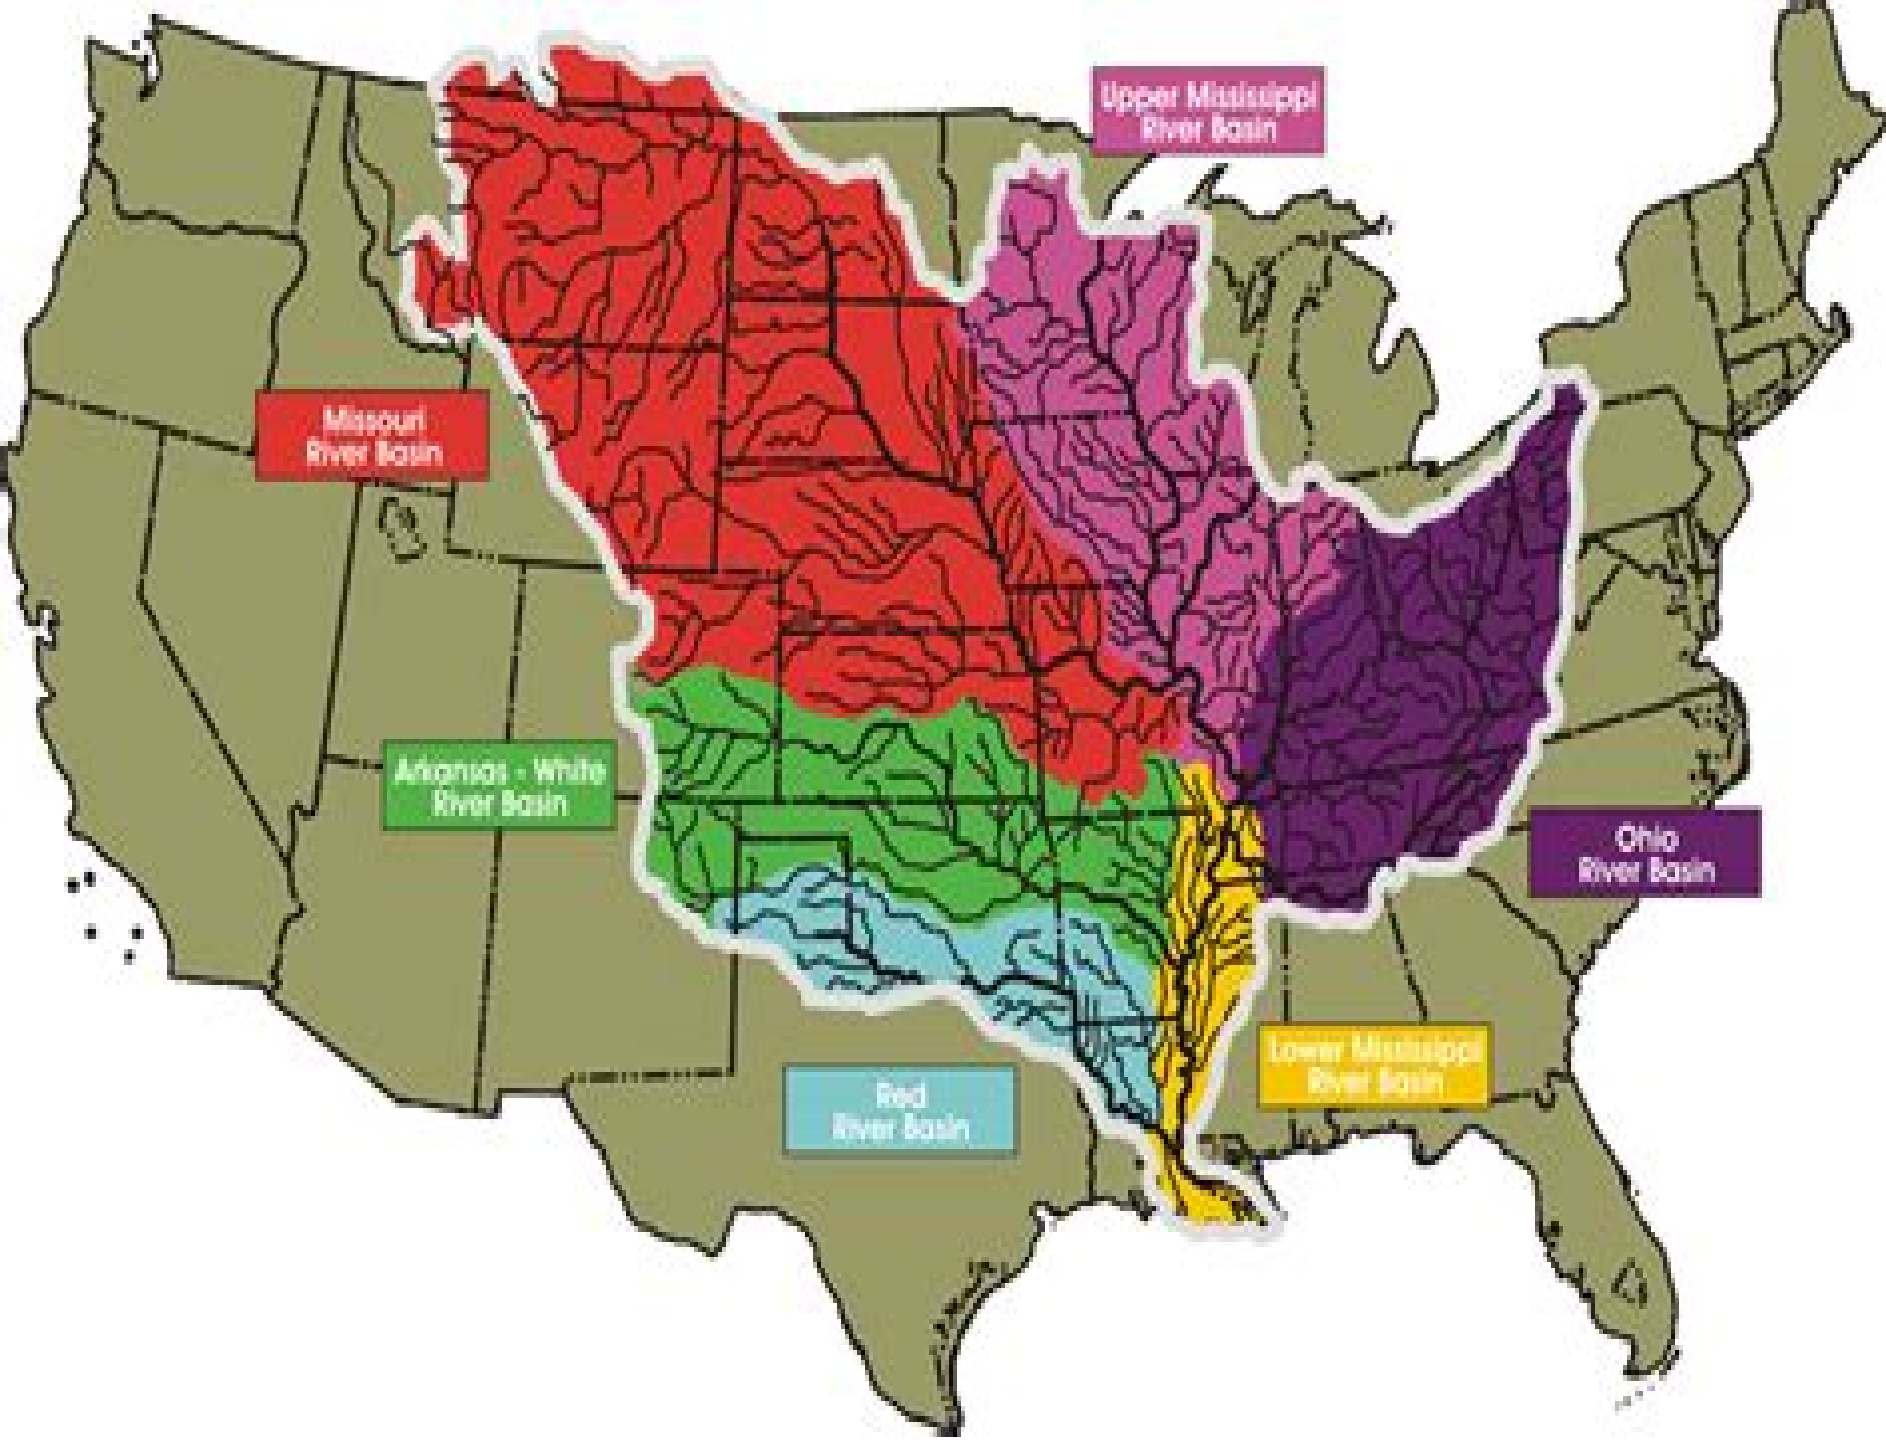 Upper Mississippi
River Basin
Missouri
River Basin
Arkansas - White
River Basin
Ohio
River Basin
Lower Mississippi
River Basin
Red
River Basin